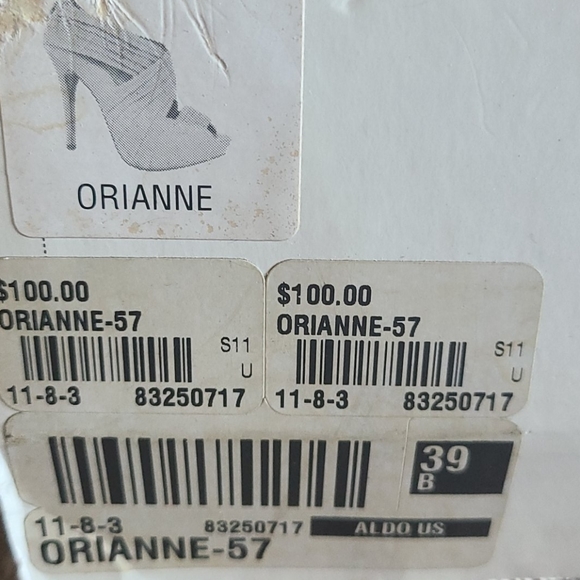 ORIANNE
$100.00
ORIANNE-57
S11
U
11-8-3 83250717
$100.00
ORIANNE-57
S11
U
11-8-3 83250717
39
B
11-8-3 83250717 ALDO US
ORIANNE-57